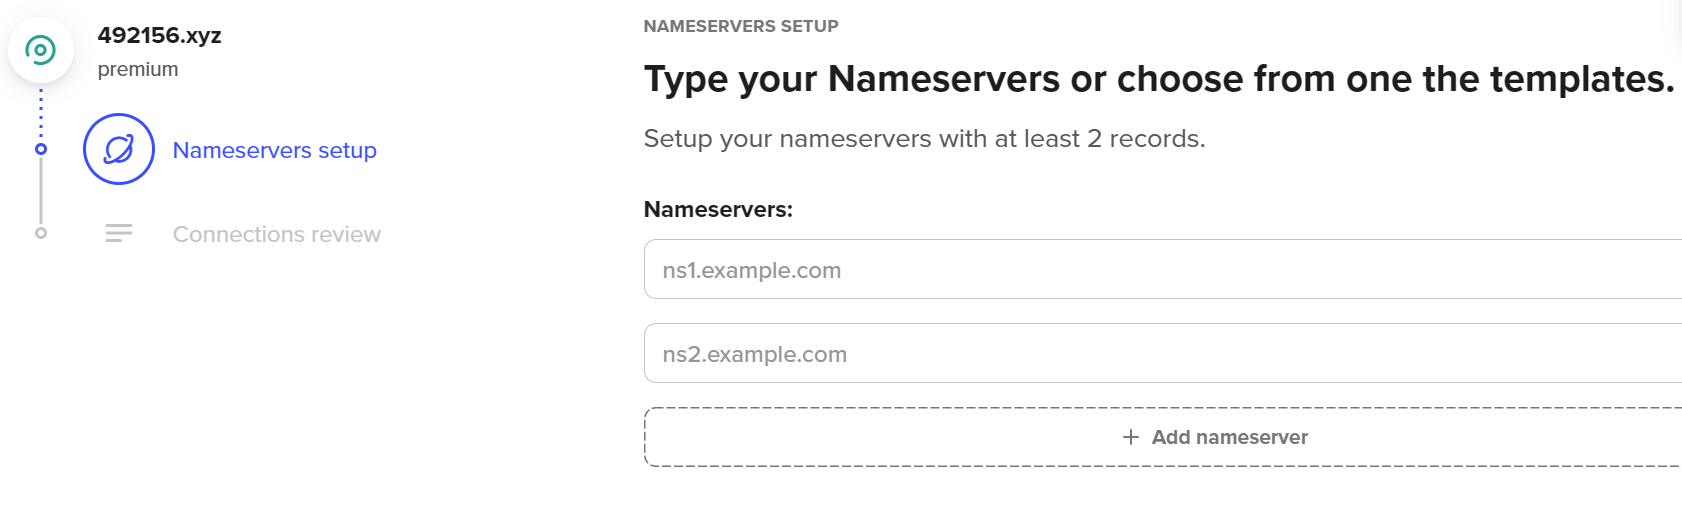 492156.xyz
premium
Nameservers setup
Connections review
NAMESERVERS SETUP
Type your Nameservers or choose from one the templates.
Setup your nameservers with at least 2 records.
Nameservers:
ns1.example.com
ns2.example.com
+ Add nameserver